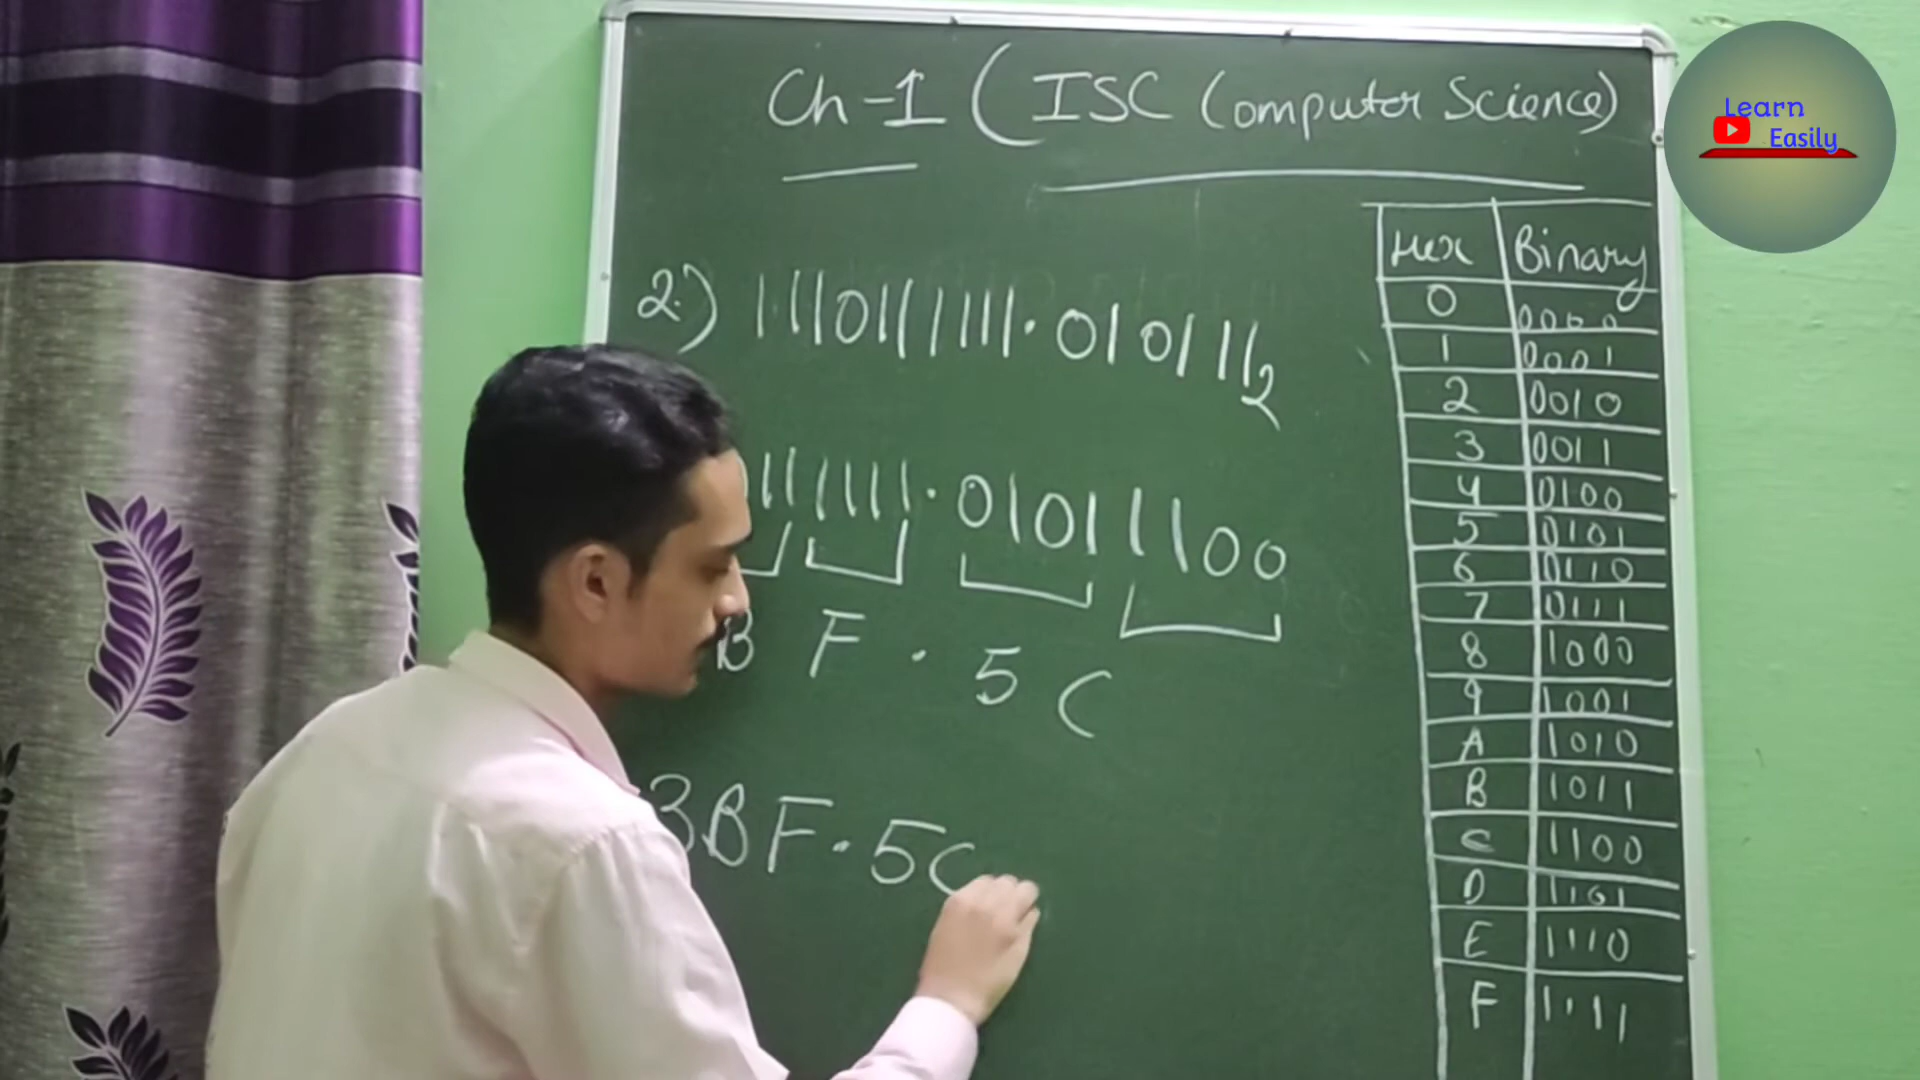 Learn
Easily
Ch-1 (ISC Computer Science)
2.) 1110111111.010111₂
0111111.01011100
B F . 5 C
3BF.5C
Hex Binary
0 0000
1 0001
2 0010
3 0011
4 0100
5 0101
6 0110
7 0111
8 1000
9 1001
A 1010
B 1011
C 1100
D 1101
E 1110
F 1111